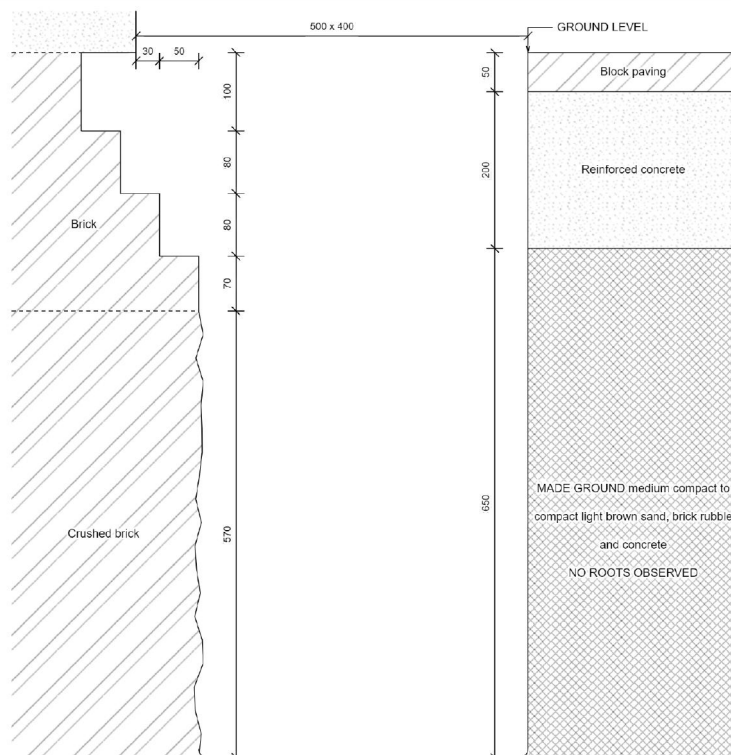 500 x 400
GROUND LEVEL
30
50
50
Block paving
100
80
200
Reinforced concrete
Brick
80
70
MADE GROUND medium compact to
compact light brown sand, brick rubble
and concrete
NO ROOTS OBSERVED
650
Crushed brick
570